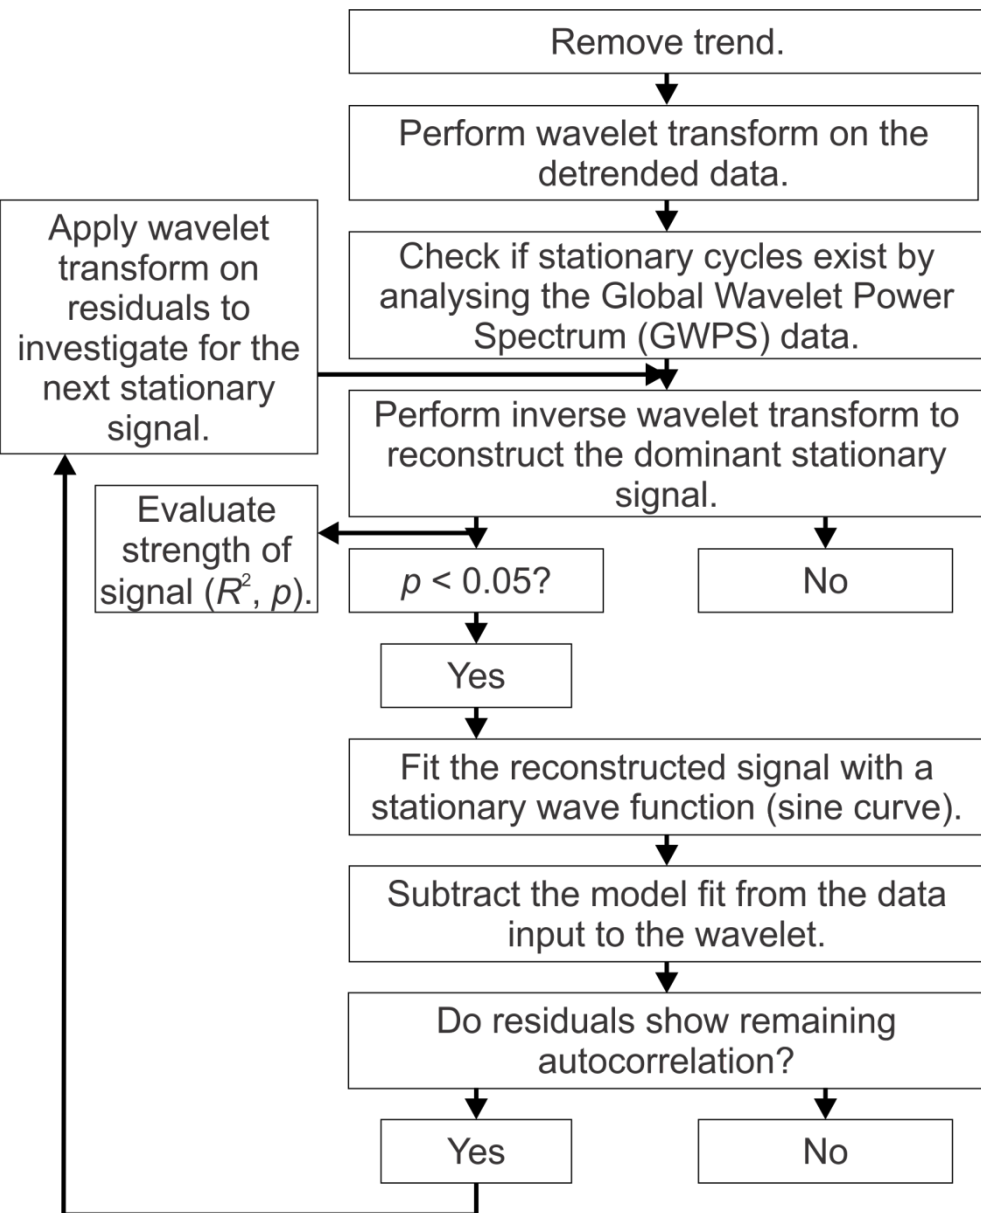 Remove trend.
Perform wavelet transform on the
detrended data.
Check if stationary cycles exist by
analysing the Global Wavelet Power
Spectrum (GWPS) data.
Apply wavelet
transform on
residuals to
investigate for the
next stationary
signal.
Perform inverse wavelet transform to
reconstruct the dominant stationary
signal.
Evaluate
strength of
signal (R², p).
p < 0.05?
No
Yes
Fit the reconstructed signal with a
stationary wave function (sine curve).
Subtract the model fit from the data
input to the wavelet.
Do residuals show remaining
autocorrelation?
Yes
No